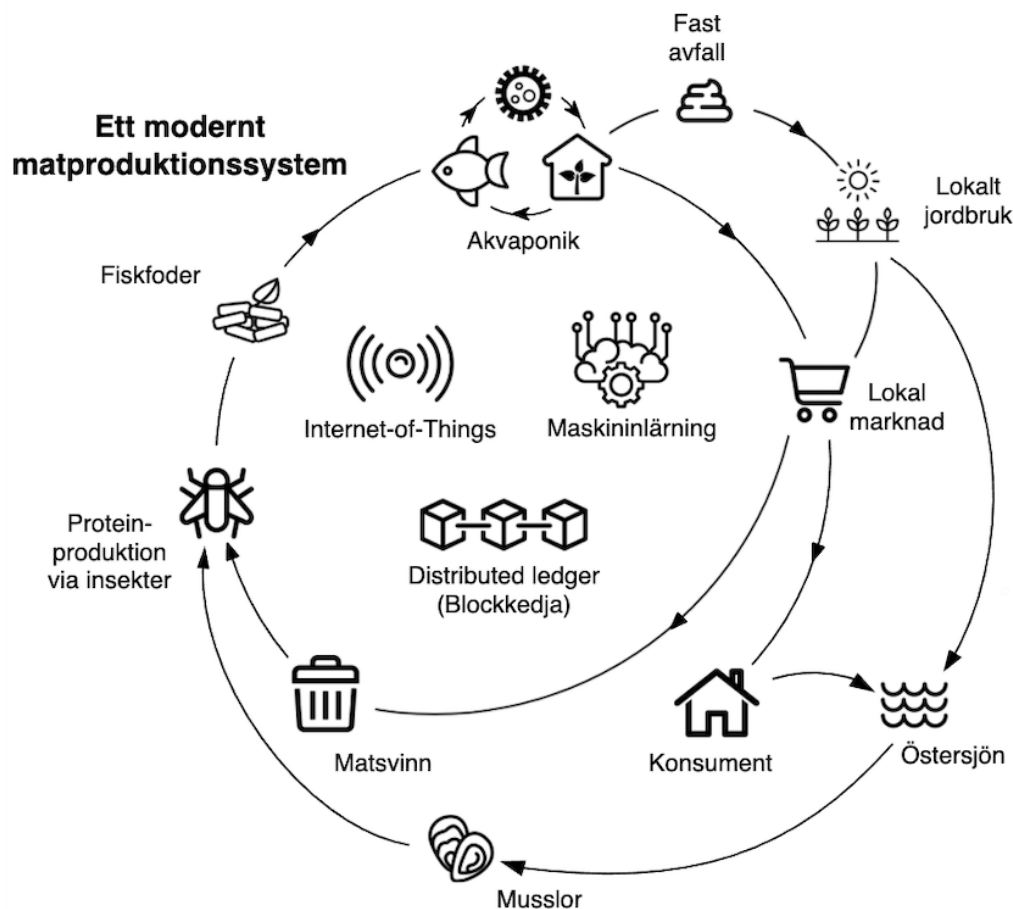 Fast
avfall
Ett modernt
matproduktionssystem
Lokalt
jordbruk
Akvaponik
Fiskfoder
Internet-of-Things
Maskininlärning
Lokal
marknad
Protein-
produktion
via insekter
Distributed ledger
(Blockkedja)
Matsvinn
Konsument
Östersjön
Musslor